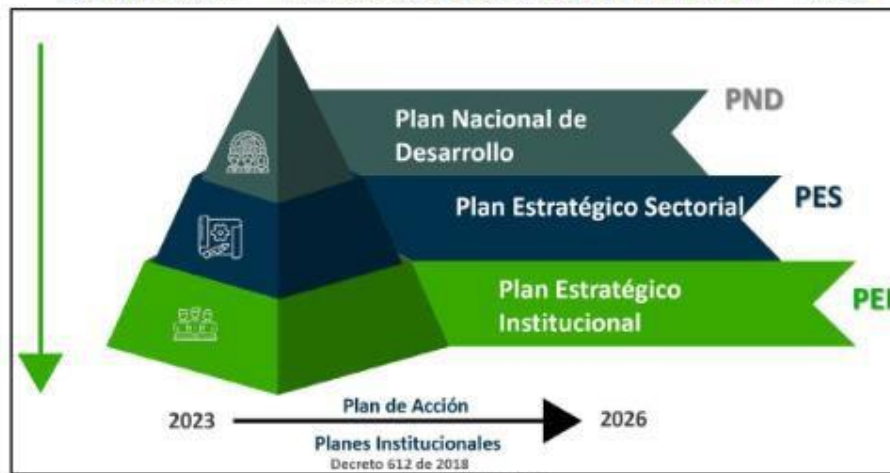 Plan Nacional de
Desarrollo
PND
Plan Estratégico Sectorial
PES
Plan Estratégico
Institucional
PEI
2023
Plan de Acción
2026
Planes Institucionales
Decreto 612 de 2018